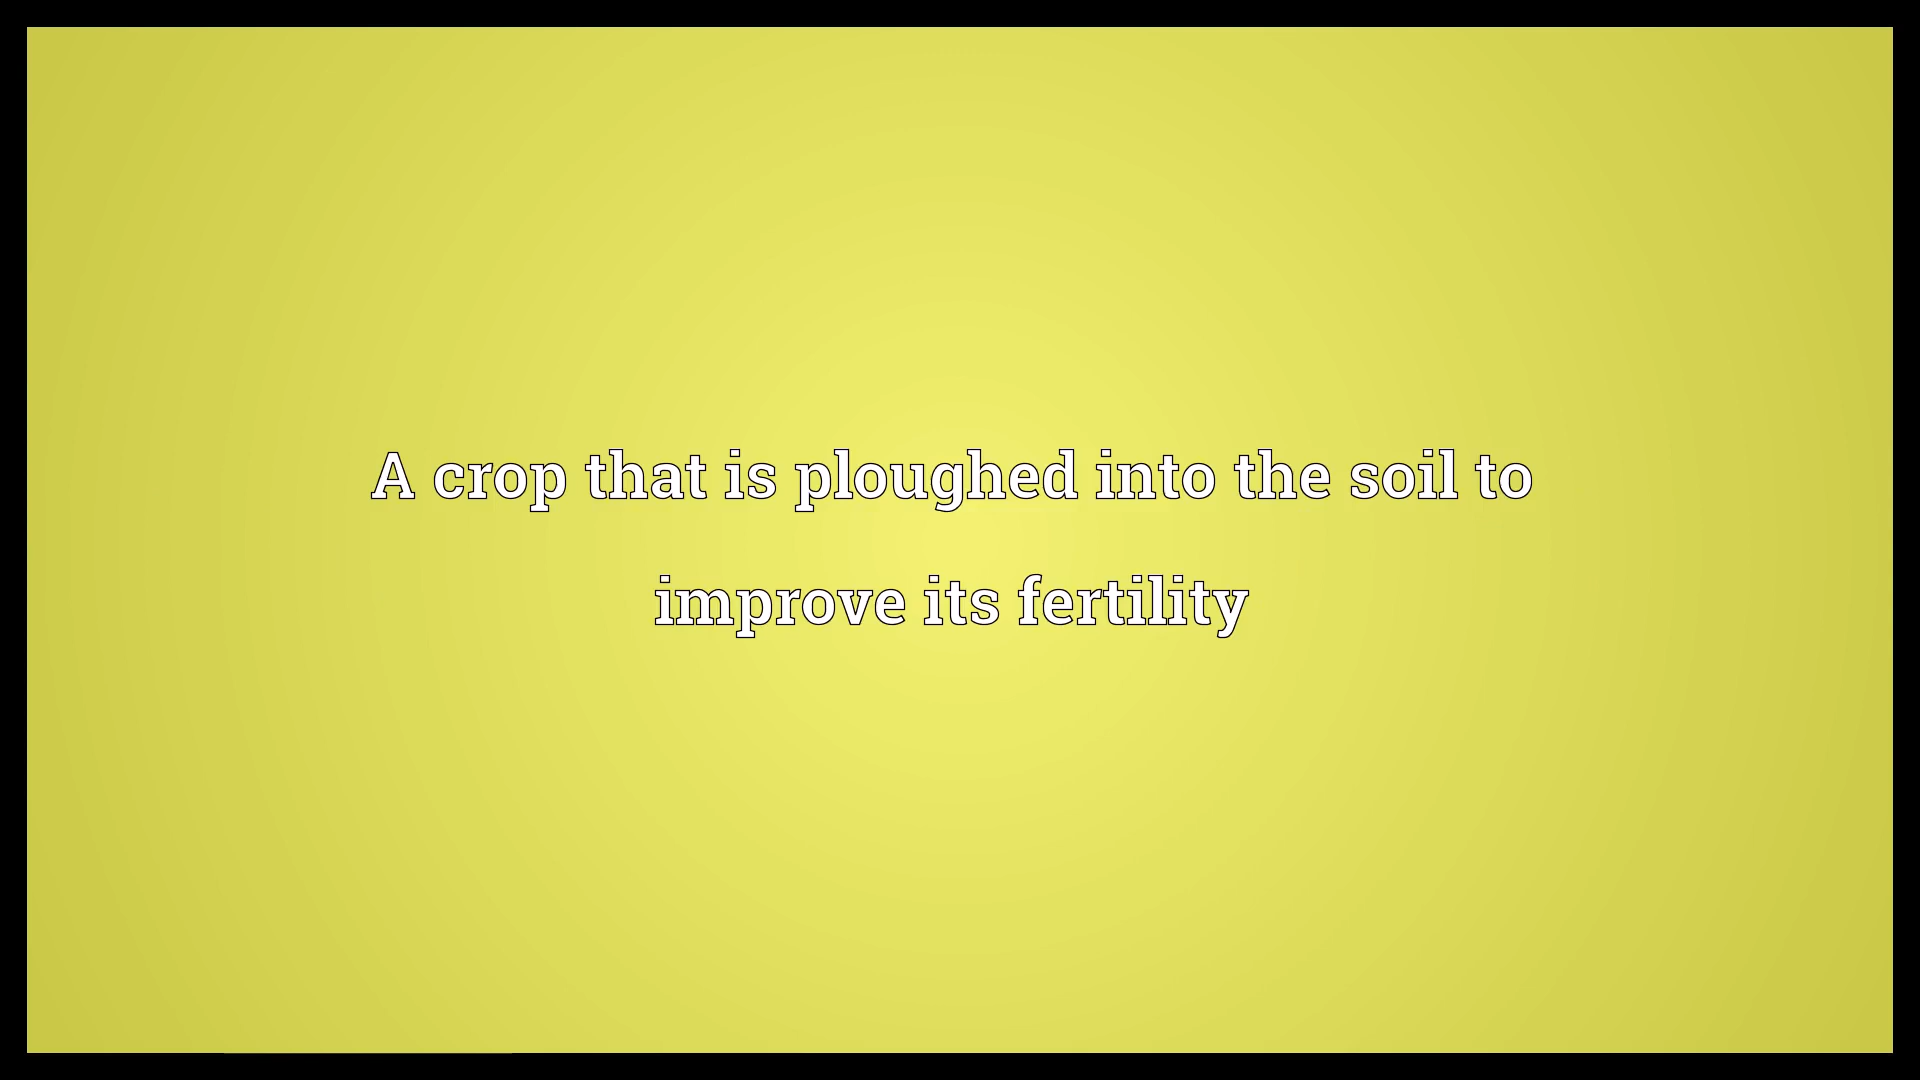 A crop that is ploughed into the soil to
improve its fertility